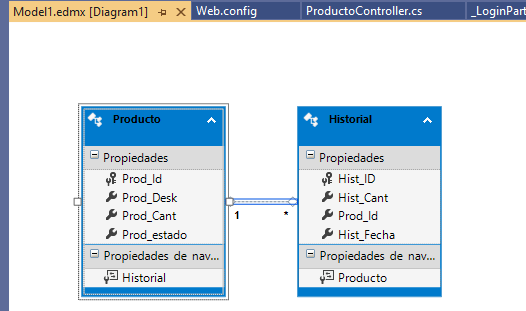 Model1.edmx [Diagram1] Web.config ProductoController.cs _LoginPart
Producto
Propiedades
Prod_Id
Prod_Desk
Prod_Cant
Prod_estado
Propiedades de nav...
Historial
1 *
Historial
Propiedades
Hist_ID
Hist_Cant
Prod_Id
Hist_Fecha
Propiedades de nav...
Producto